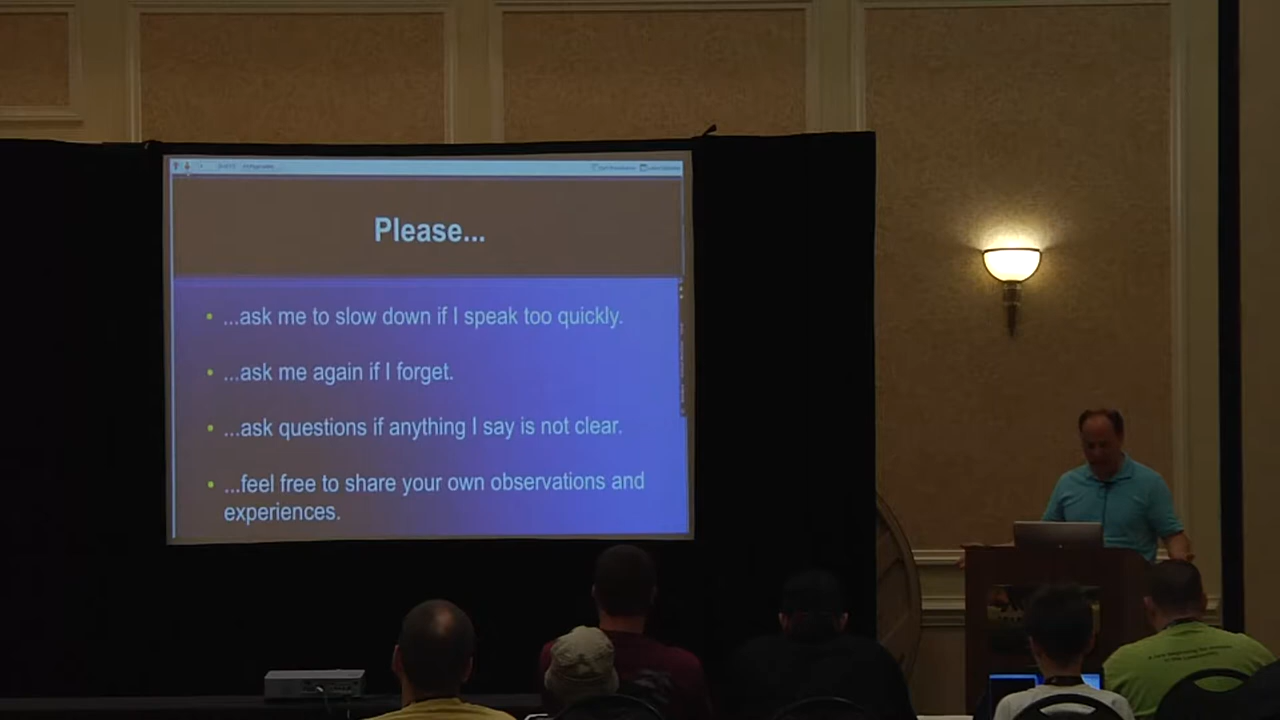 Please...
...ask me to slow down if I speak too quickly.
...ask me again if I forget.
...ask questions if anything I say is not clear.
...feel free to share your own observations and
experiences.